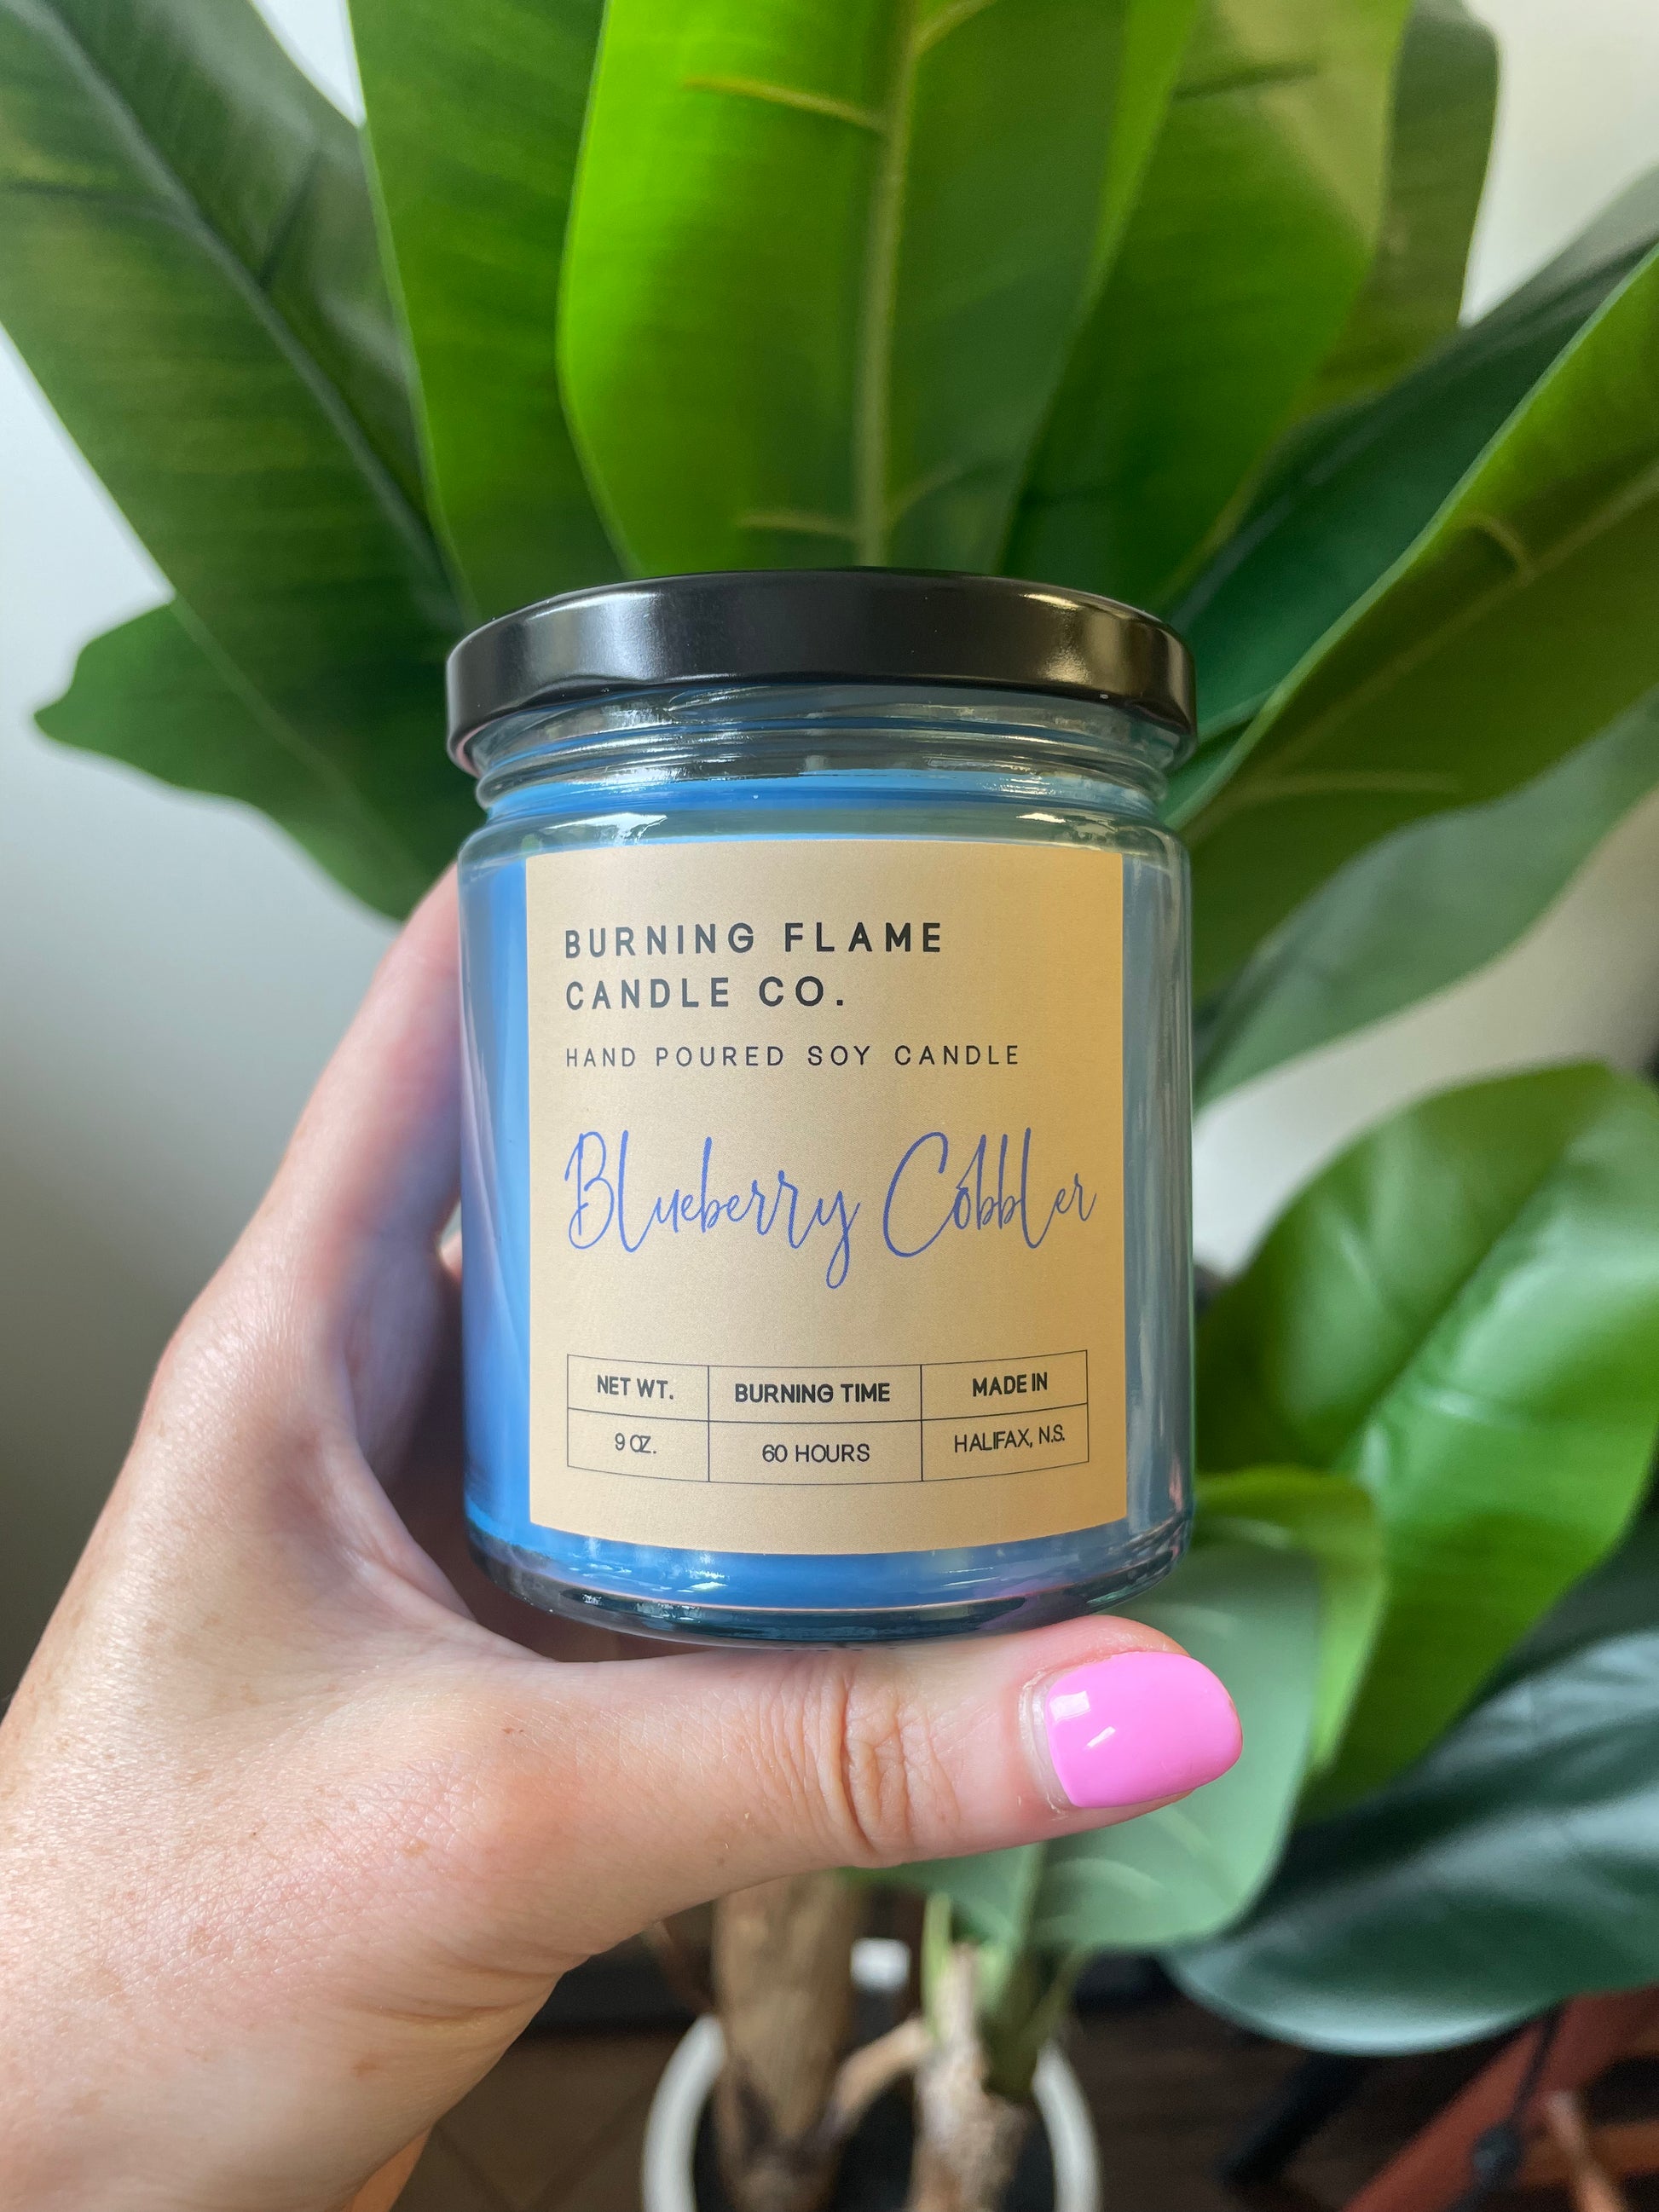 BURNING FLAME
CANDLE CO.
HAND POURED SOY CANDLE
Blueberry Cobbler
NET WT. BURNING TIME MADE IN
9 OZ. 60 HOURS HALIFAX, N.S.